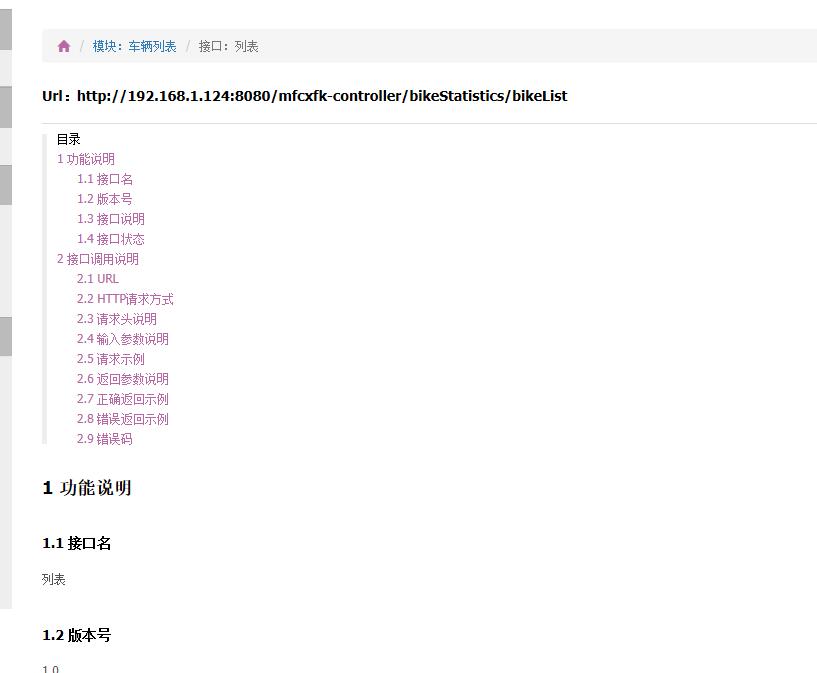 / 模块：车辆列表 / 接口：列表
Url：http://192.168.1.124:8080/mfcxfk-controller/bikeStatistics/bikeList
目录
1 功能说明
1.1 接口名
1.2 版本号
1.3 接口说明
1.4 接口状态
2 接口调用说明
2.1 URL
2.2 HTTP请求方式
2.3 请求头说明
2.4 输入参数说明
2.5 请求示例
2.6 返回参数说明
2.7 正确返回示例
2.8 错误返回示例
2.9 错误码
1 功能说明
1.1 接口名
列表
1.2 版本号
1.0